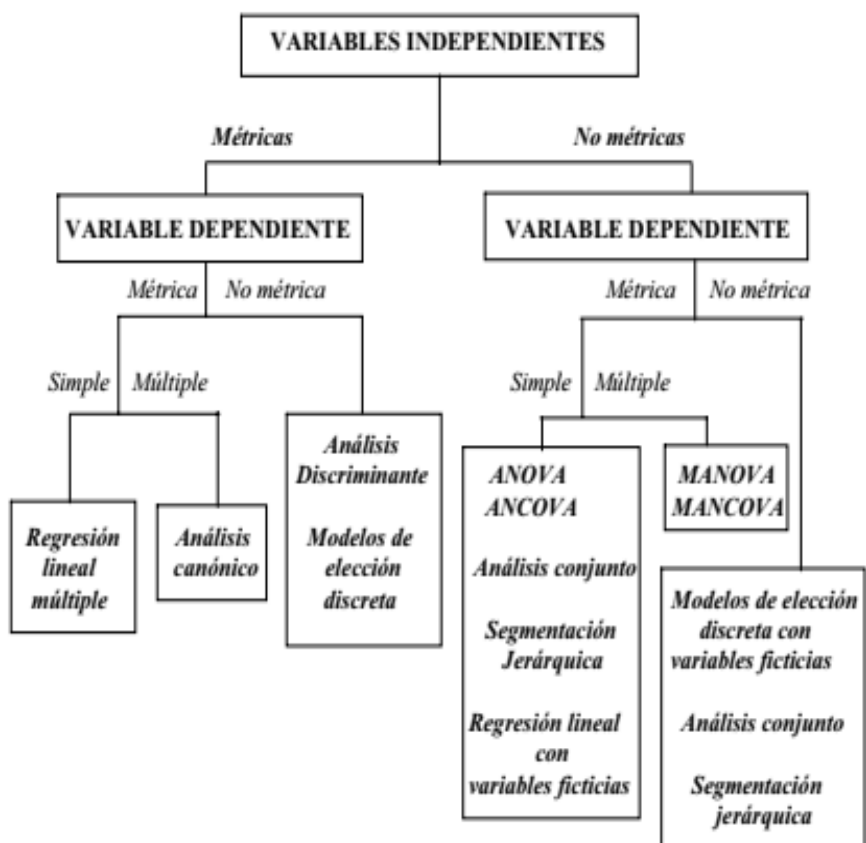 VARIABLES INDEPENDIENTES
Métricas
No métricas
VARIABLE DEPENDIENTE
VARIABLE DEPENDIENTE
Métrica
No métrica
Métrica
No métrica
Simple
Múltiple
Simple
Múltiple
Regresión
lineal
múltiple
Análisis
canónico
Análisis
Discriminante
Modelos de
elección
discreta
ANOVA
ANCOVA
Análisis conjunto
Segmentación
Jerárquica
Regresión lineal
con
variables ficticias
MANOVA
MANCOVA
Modelos de elección
discreta con
variables ficticias
Análisis conjunto
Segmentación
jerárquica